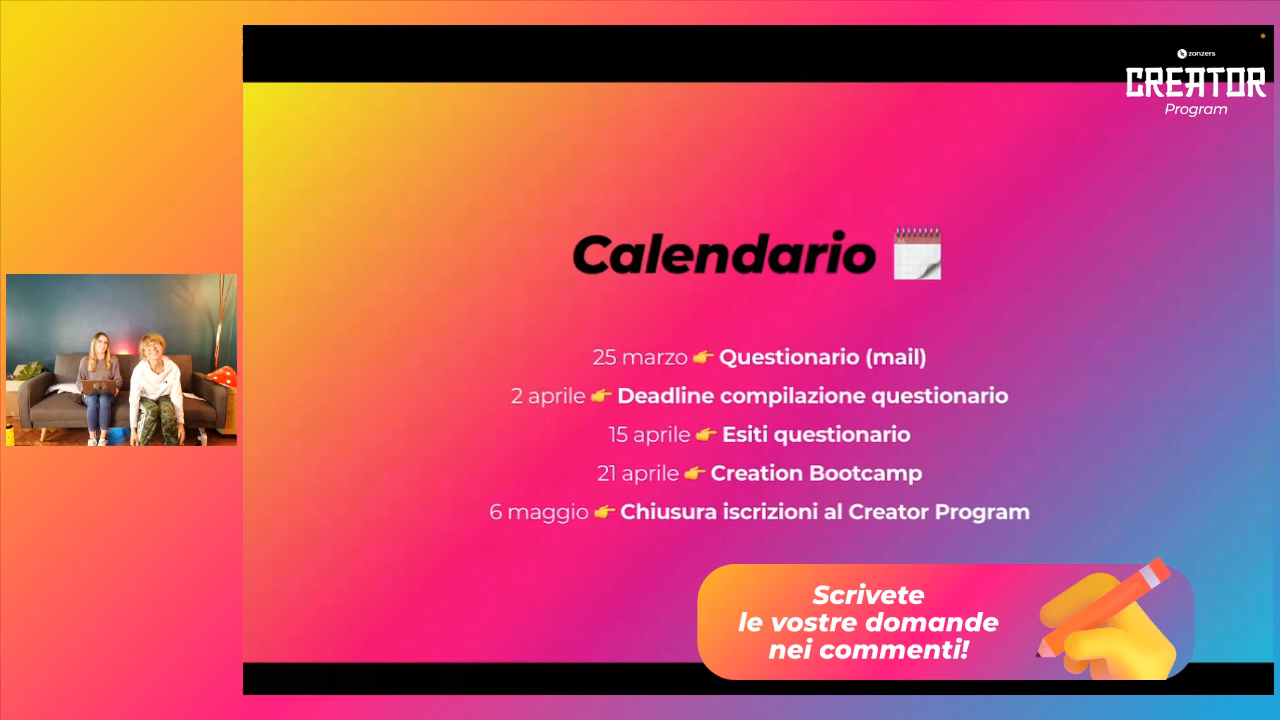 zonzers
CREATOR
Program
Calendario
25 marzo 👉 Questionario (mail)
2 aprile 👉 Deadline compilazione questionario
15 aprile 👉 Esiti questionario
21 aprile 👉 Creation Bootcamp
6 maggio 👉 Chiusura iscrizioni al Creator Program
Scrivete
le vostre domande
nei commenti!